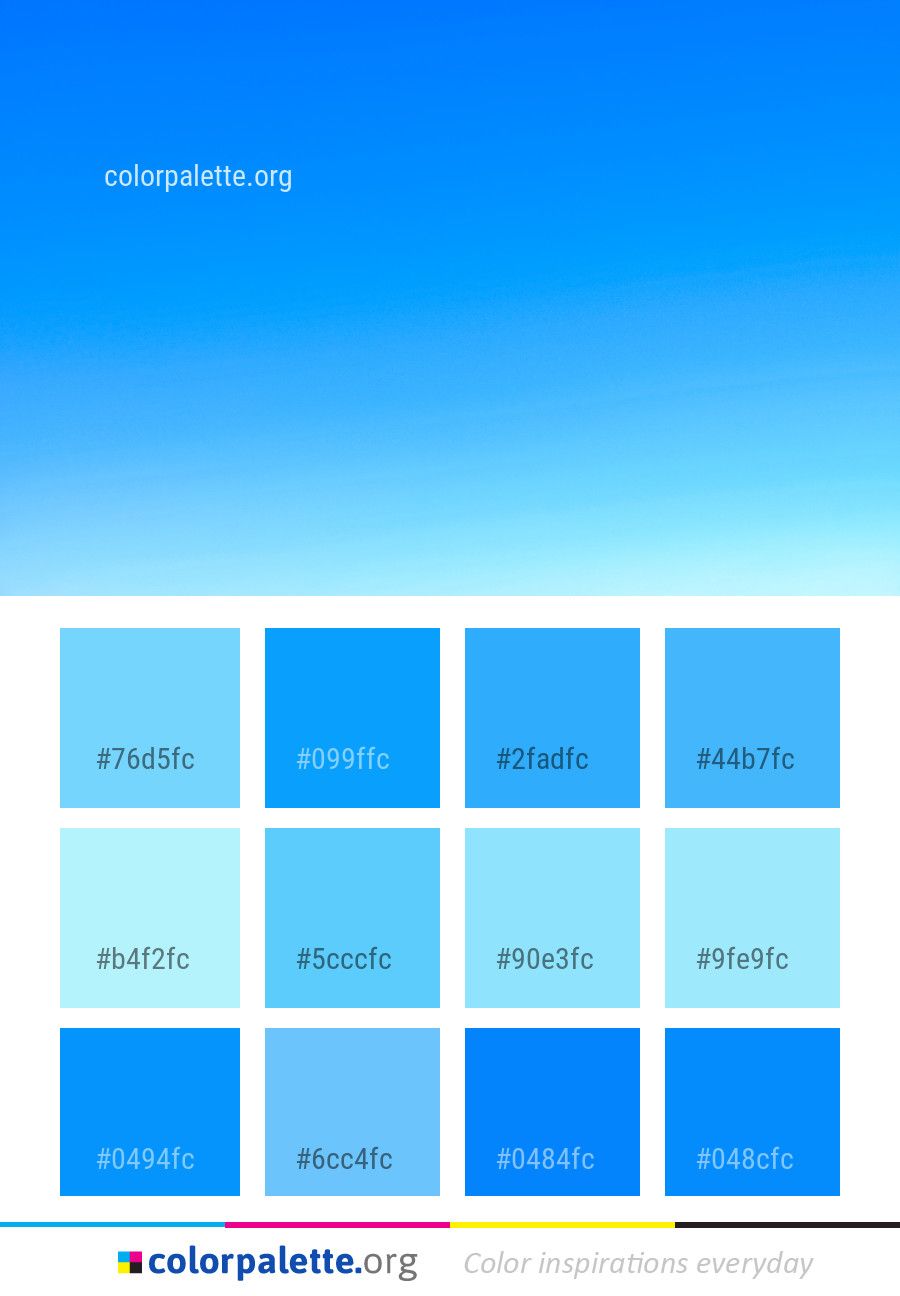 colorpalette.org
#76d5fc #099ffc #2fadfc #44b7fc
#b4f2fc #5cccfc #90e3fc #9fe9fc
#0494fc #6cc4fc #0484fc #048cfc
colorpalette.org Color inspirations everyday